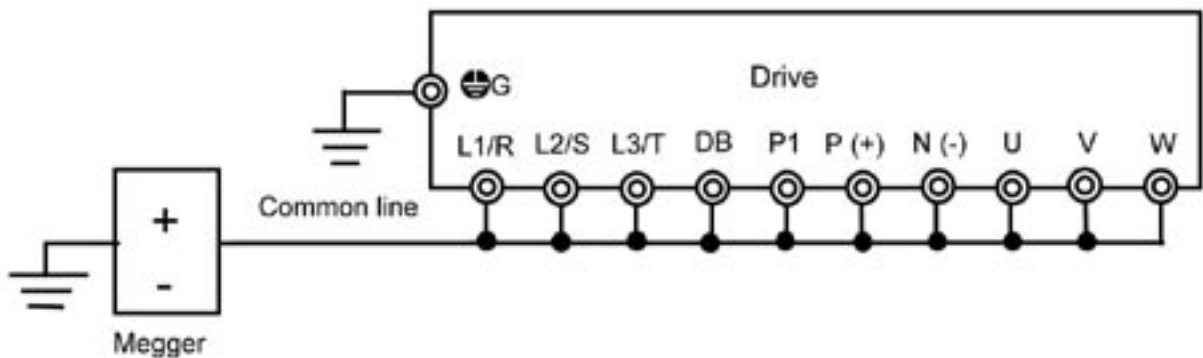 G
Drive
L1/R L2/S L3/T DB P1 P (+) N (-) U V W
Common line
+
-
Megger